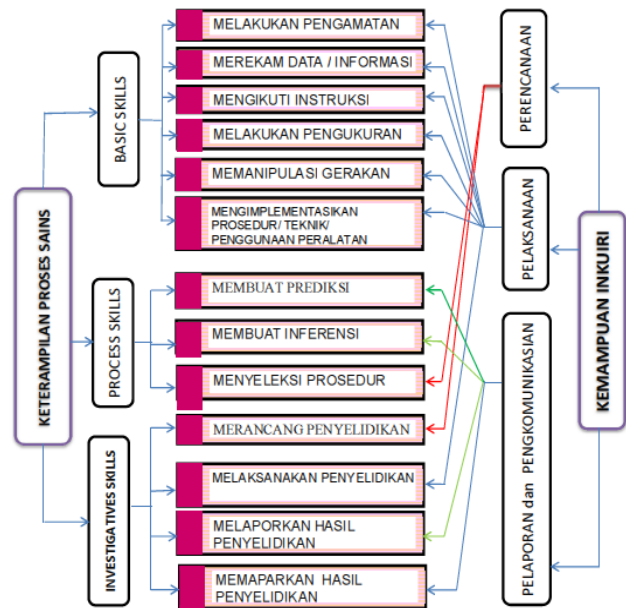 KETERAMPILAN PROSES SAINS
BASIC SKILLS
MELAKUKAN PENGAMATAN
MEREKAM DATA / INFORMASI
MENGIKUTI INSTRUKSI
MELAKUKAN PENGUKURAN
MEMANIPULASI GERAKAN
MENGIMPLEMENTASIKAN
PROSEDUR/ TEKNIK/
PENGGUNAAN PERALATAN
PROCESS SKILLS
MEMBUAT PREDIKSI
MEMBUAT INFERENSI
MENYELEKSI PROSEDUR
INVESTIGATIVES SKILLS
MERANCANG PENYELIDIKAN
MELAKSANAKAN PENYELIDIKAN
MELAPORKAN HASIL
PENYELIDIKAN
MEMAPARKAN HASIL
PENYELIDIKAN
PERENCANAAN
PELAKSANAAN
PELAPORAN dan PENGKOMUNIKASIAN
KEMAMPUAN INKUIRI